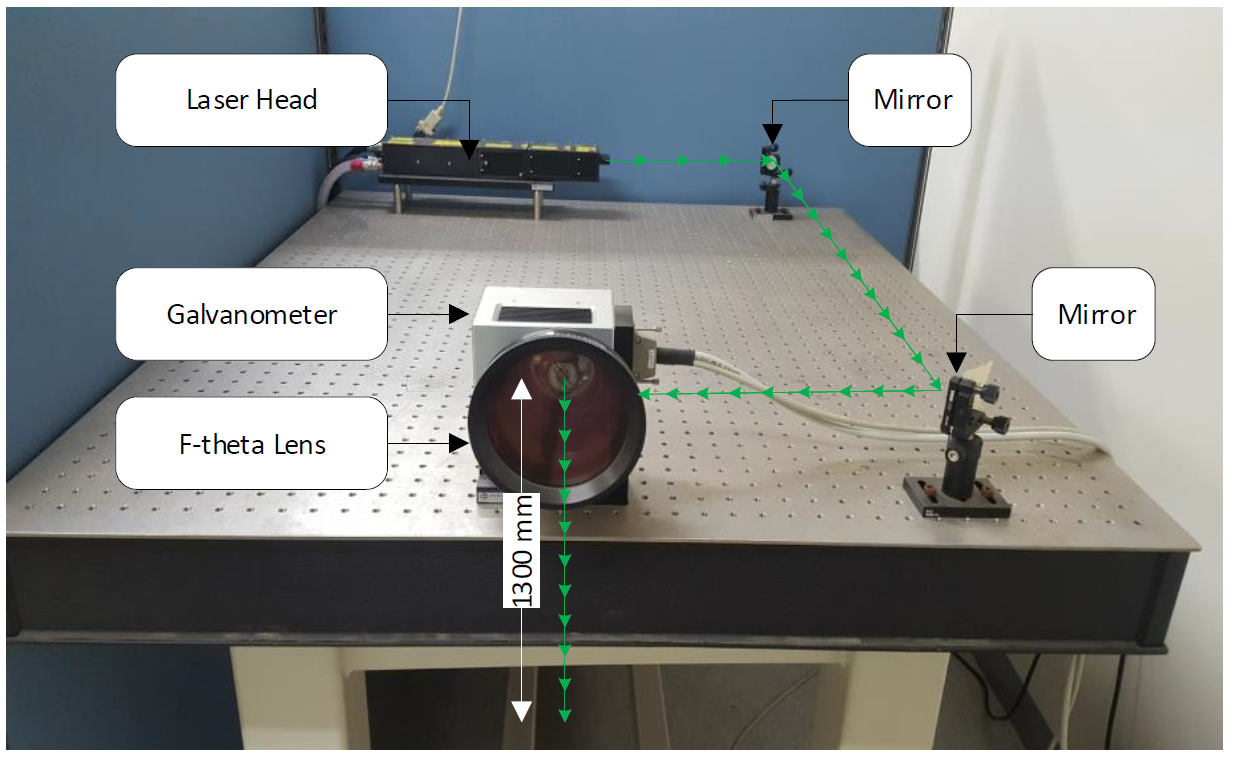 Laser Head
Mirror
Galvanometer
Mirror
F-theta Lens
1300 mm